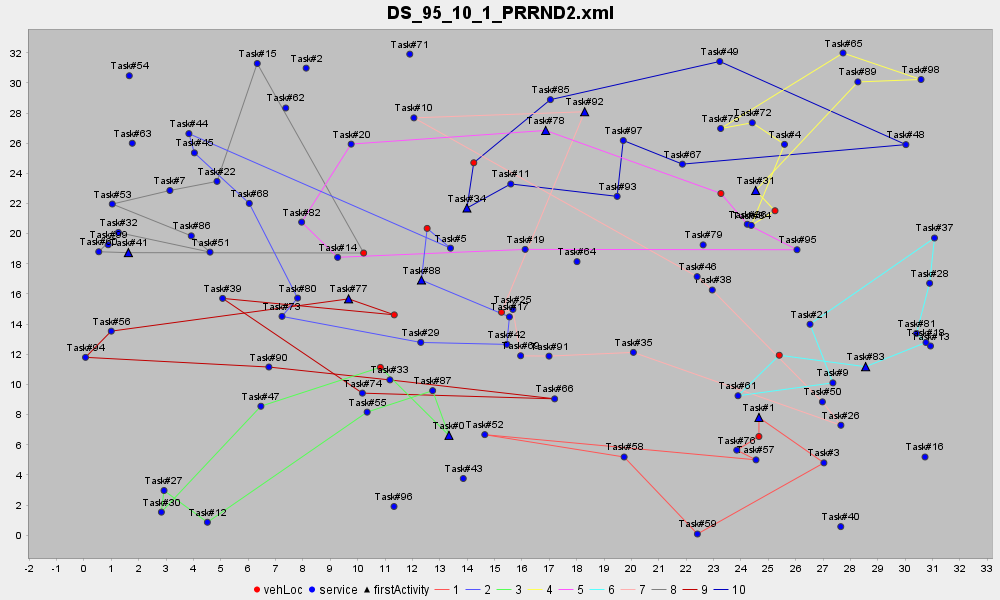 DS_95_10_1_PRRND2.xml
Task#71
Task#65
Task#15
Task#2
Task#49
Task#54
Task#89
Task#98
Task#85
Task#62
Task#92
Task#10
Task#44
Task#78
Task#75
Task#72
Task#63
Task#45
Task#20
Task#97
Task#4
Task#48
Task#67
Task#7
Task#22
Task#11
Task#93
Task#31
Task#53
Task#68
Task#34
Task#82
Task#32
Task#86
Task#37
Task#41
Task#51
Task#5
Task#14
Task#19
Task#79
Task#95
Task#64
Task#88
Task#46
Task#38
Task#28
Task#39
Task#80
Task#77
Task#73
Task#25
Task#17
Task#21
Task#56
Task#81
Task#29
Task#42
Task#13
Task#94
Task#91
Task#35
Task#90
Task#33
Task#83
Task#74
Task#87
Task#66
Task#61
Task#9
Task#47
Task#55
Task#50
Task#0
Task#52
Task#1
Task#26
Task#58
Task#76
Task#57
Task#3
Task#16
Task#27
Task#43
Task#30
Task#12
Task#96
Task#59
Task#40
32
30
28
26
24
22
20
18
16
14
12
10
8
6
4
2
0
-2 -1 0 1 2 3 4 5 6 7 8 9 10 11 12 13 14 15 16 17 18 19 20 21 22 23 24 25 26 27 28 29 30 31 32 33
vehLoc service firstActivity 1 2 3 4 5 6 7 8 9 10